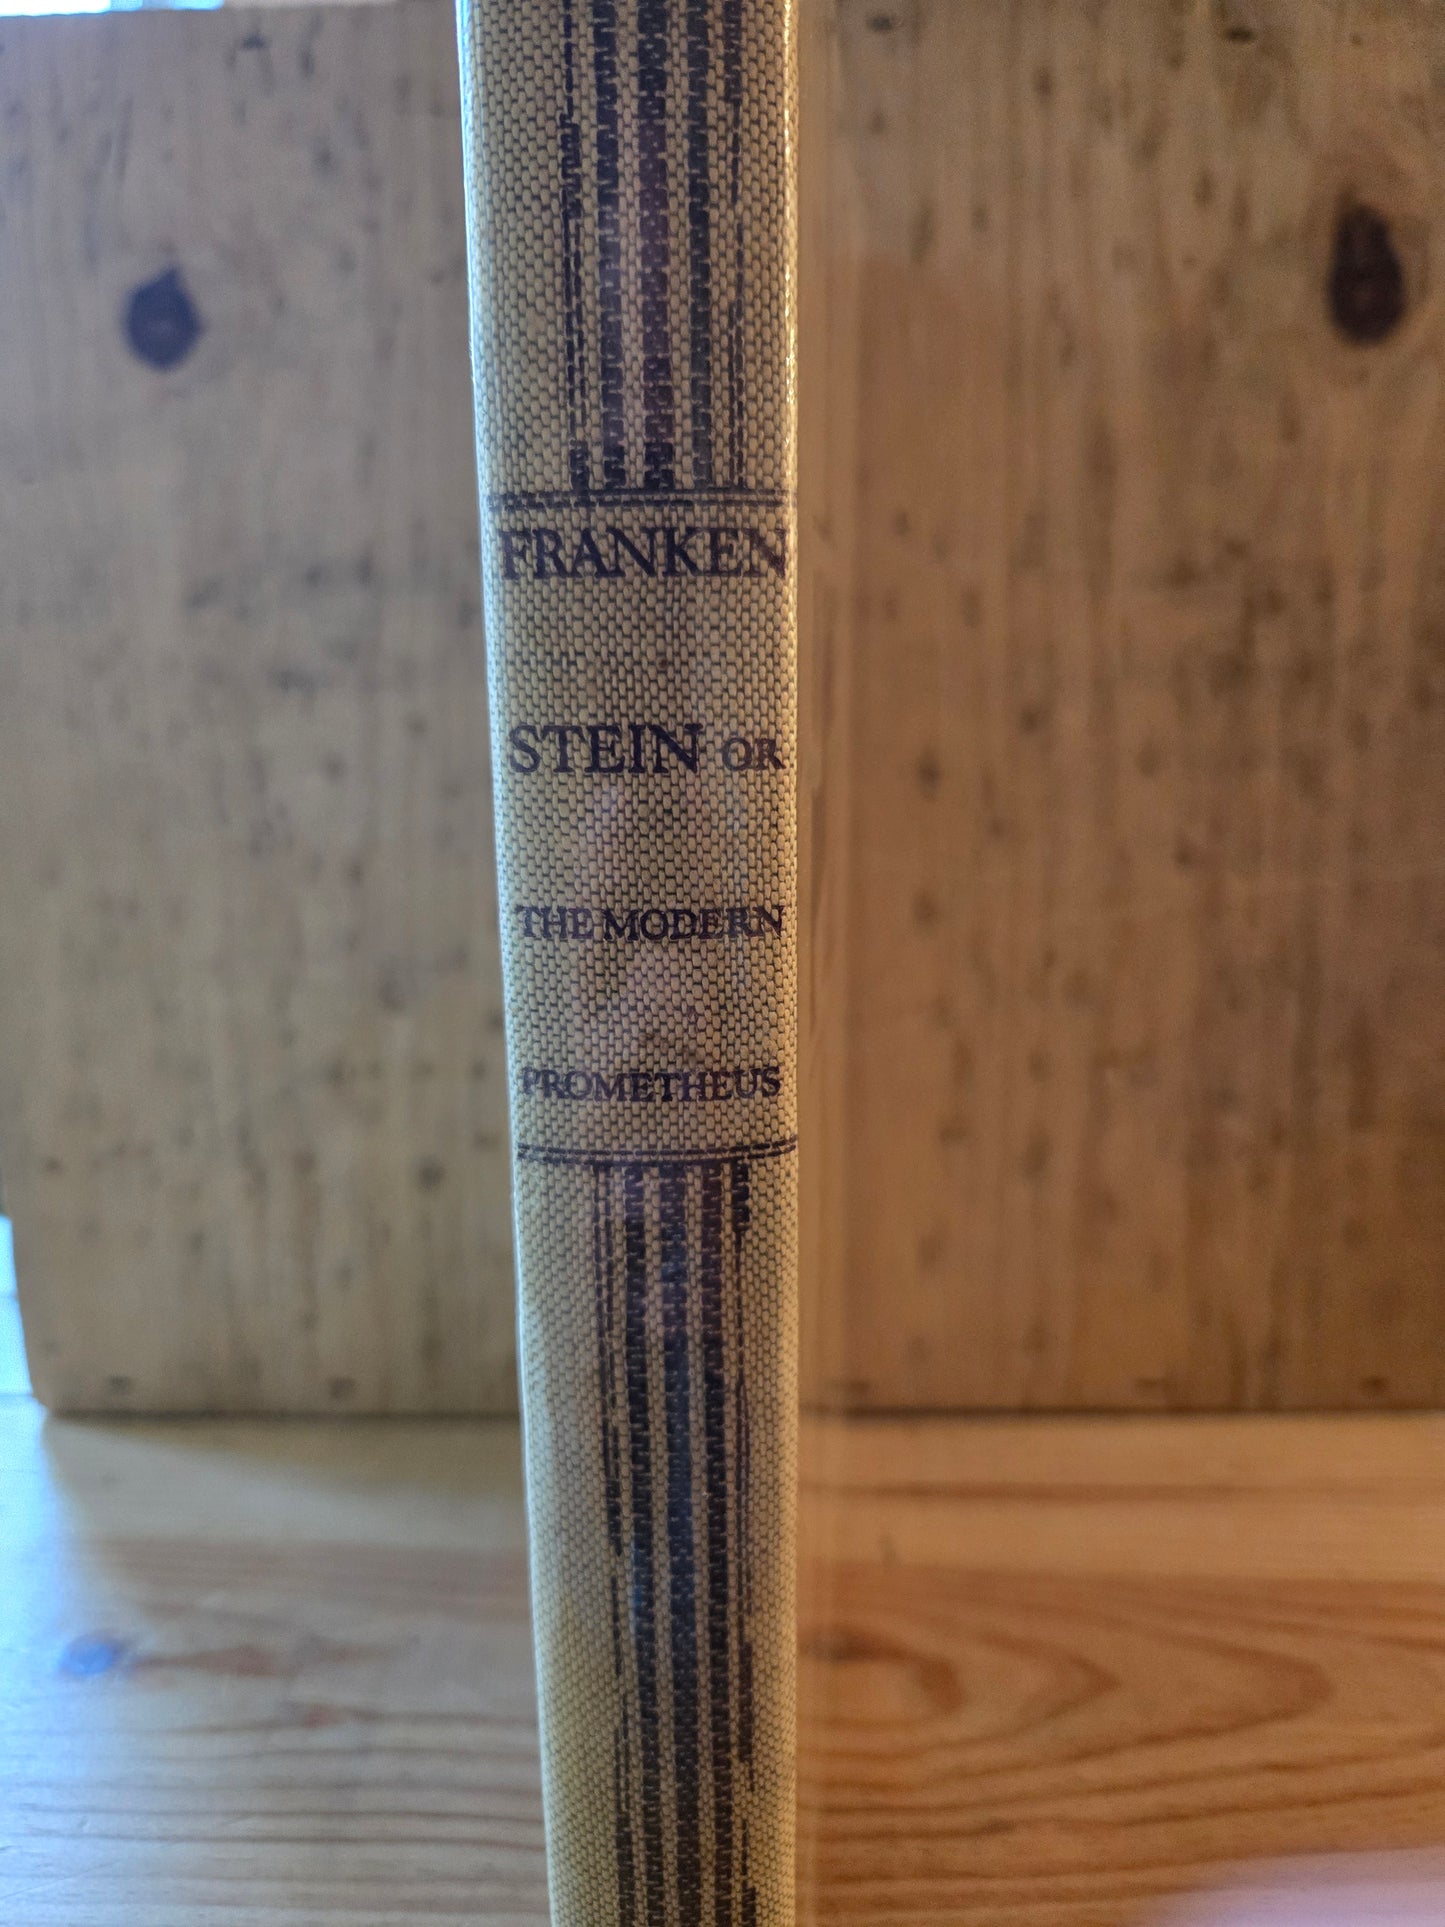 FRANKEN
STEIN OR
THE MODERN
PROMETHEUS